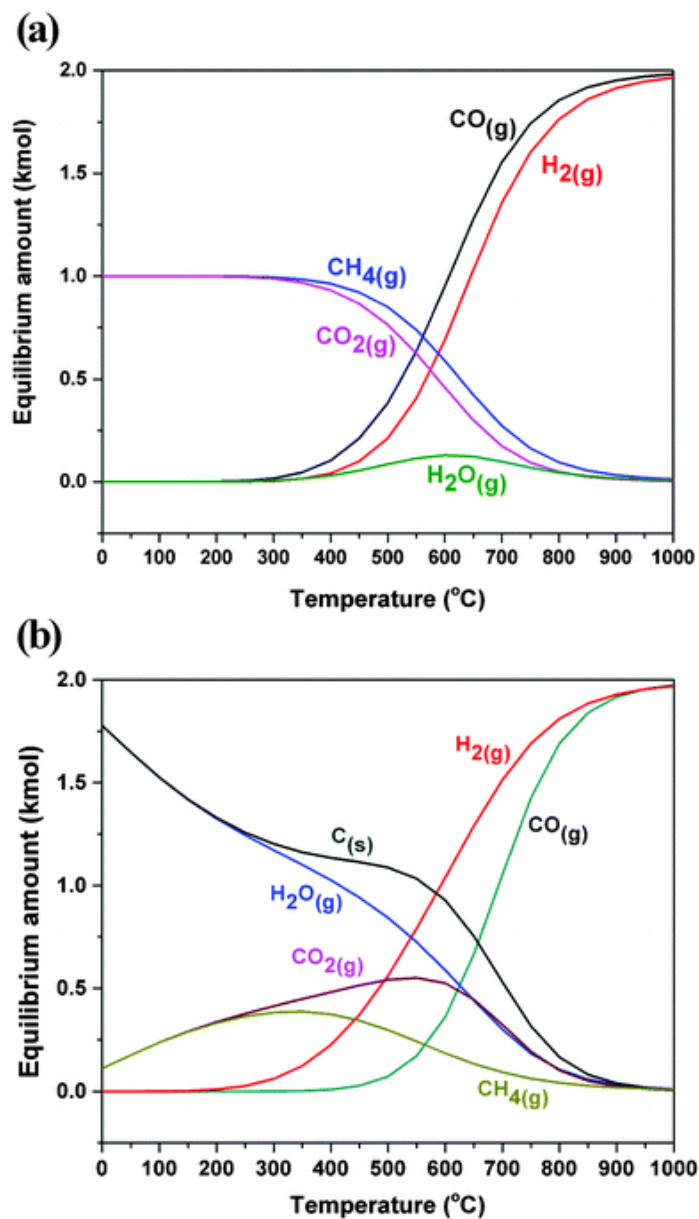 (a)
2.0
CO(g)
H2(g)
1.5
CH4(g)
1.0
CO2(g)
0.5
H2O(g)
0.0
Equilibrium amount (kmol)
0 100 200 300 400 500 600 700 800 900 1000
Temperature (oC)
(b)
2.0
H2(g)
1.5
CO(g)
C(s)
1.0
H2O(g)
CO2(g)
0.5
CH4(g)
0.0
Equilibrium amount (kmol)
0 100 200 300 400 500 600 700 800 900 1000
Temperature (oC)